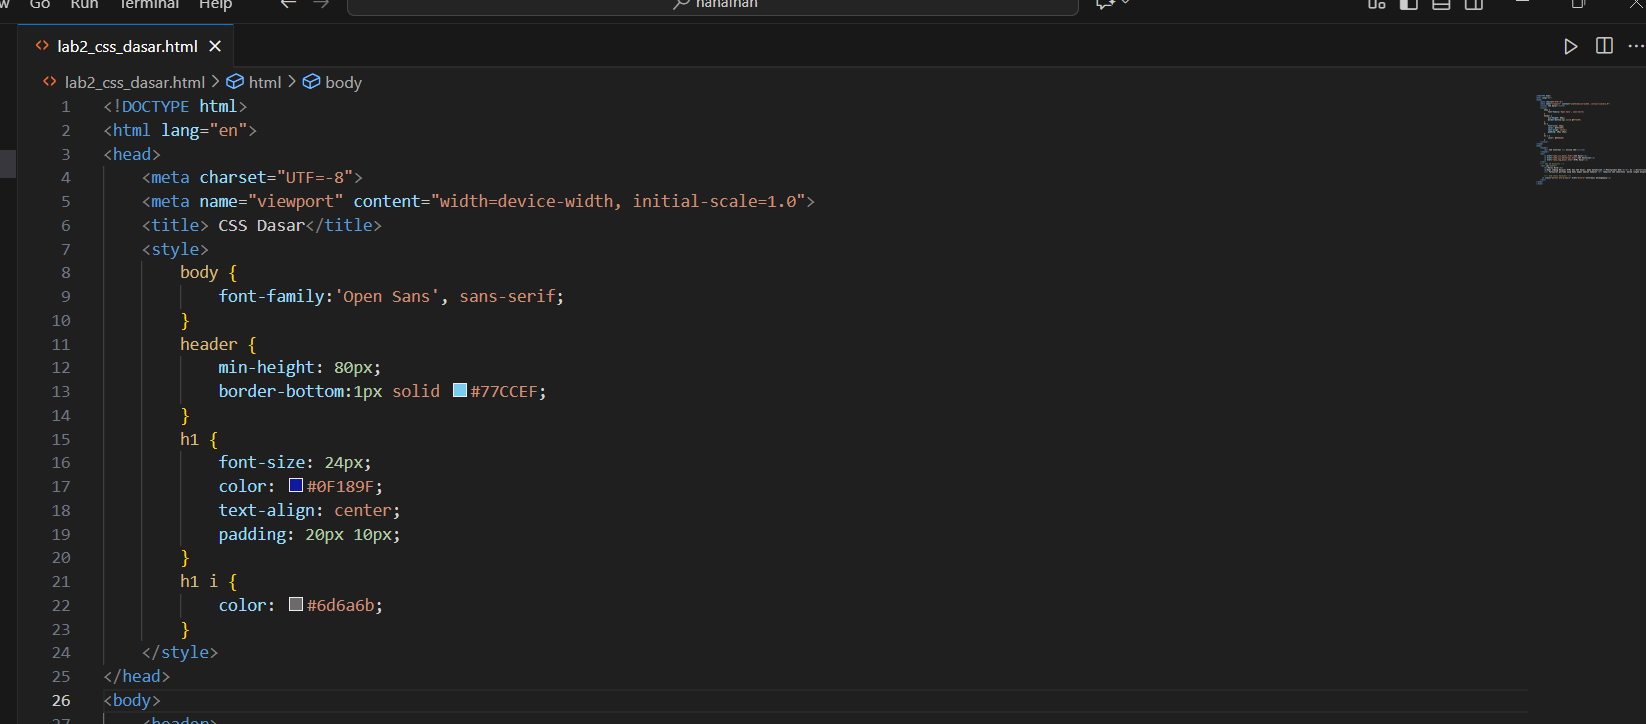 Go Run Terminal Help
hanaihan
lab2_css_dasar.html
lab2_css_dasar.html > html > body
1 <!DOCTYPE html>
2 <html lang="en">
3 <head>
4 <meta charset="UTF=-8">
5 <meta name="viewport" content="width=device-width, initial-scale=1.0">
6 <title> CSS Dasar</title>
7 <style>
8 body {
9 font-family:'Open Sans', sans-serif;
10 }
11 header {
12 min-height: 80px;
13 border-bottom:1px solid #77CCEF;
14 }
15 h1 {
16 font-size: 24px;
17 color: #0F189F;
18 text-align: center;
19 padding: 20px 10px;
20 }
21 h1 i {
22 color: #6d6a6b;
23 }
24 </style>
25 </head>
26 <body>
27 <header>